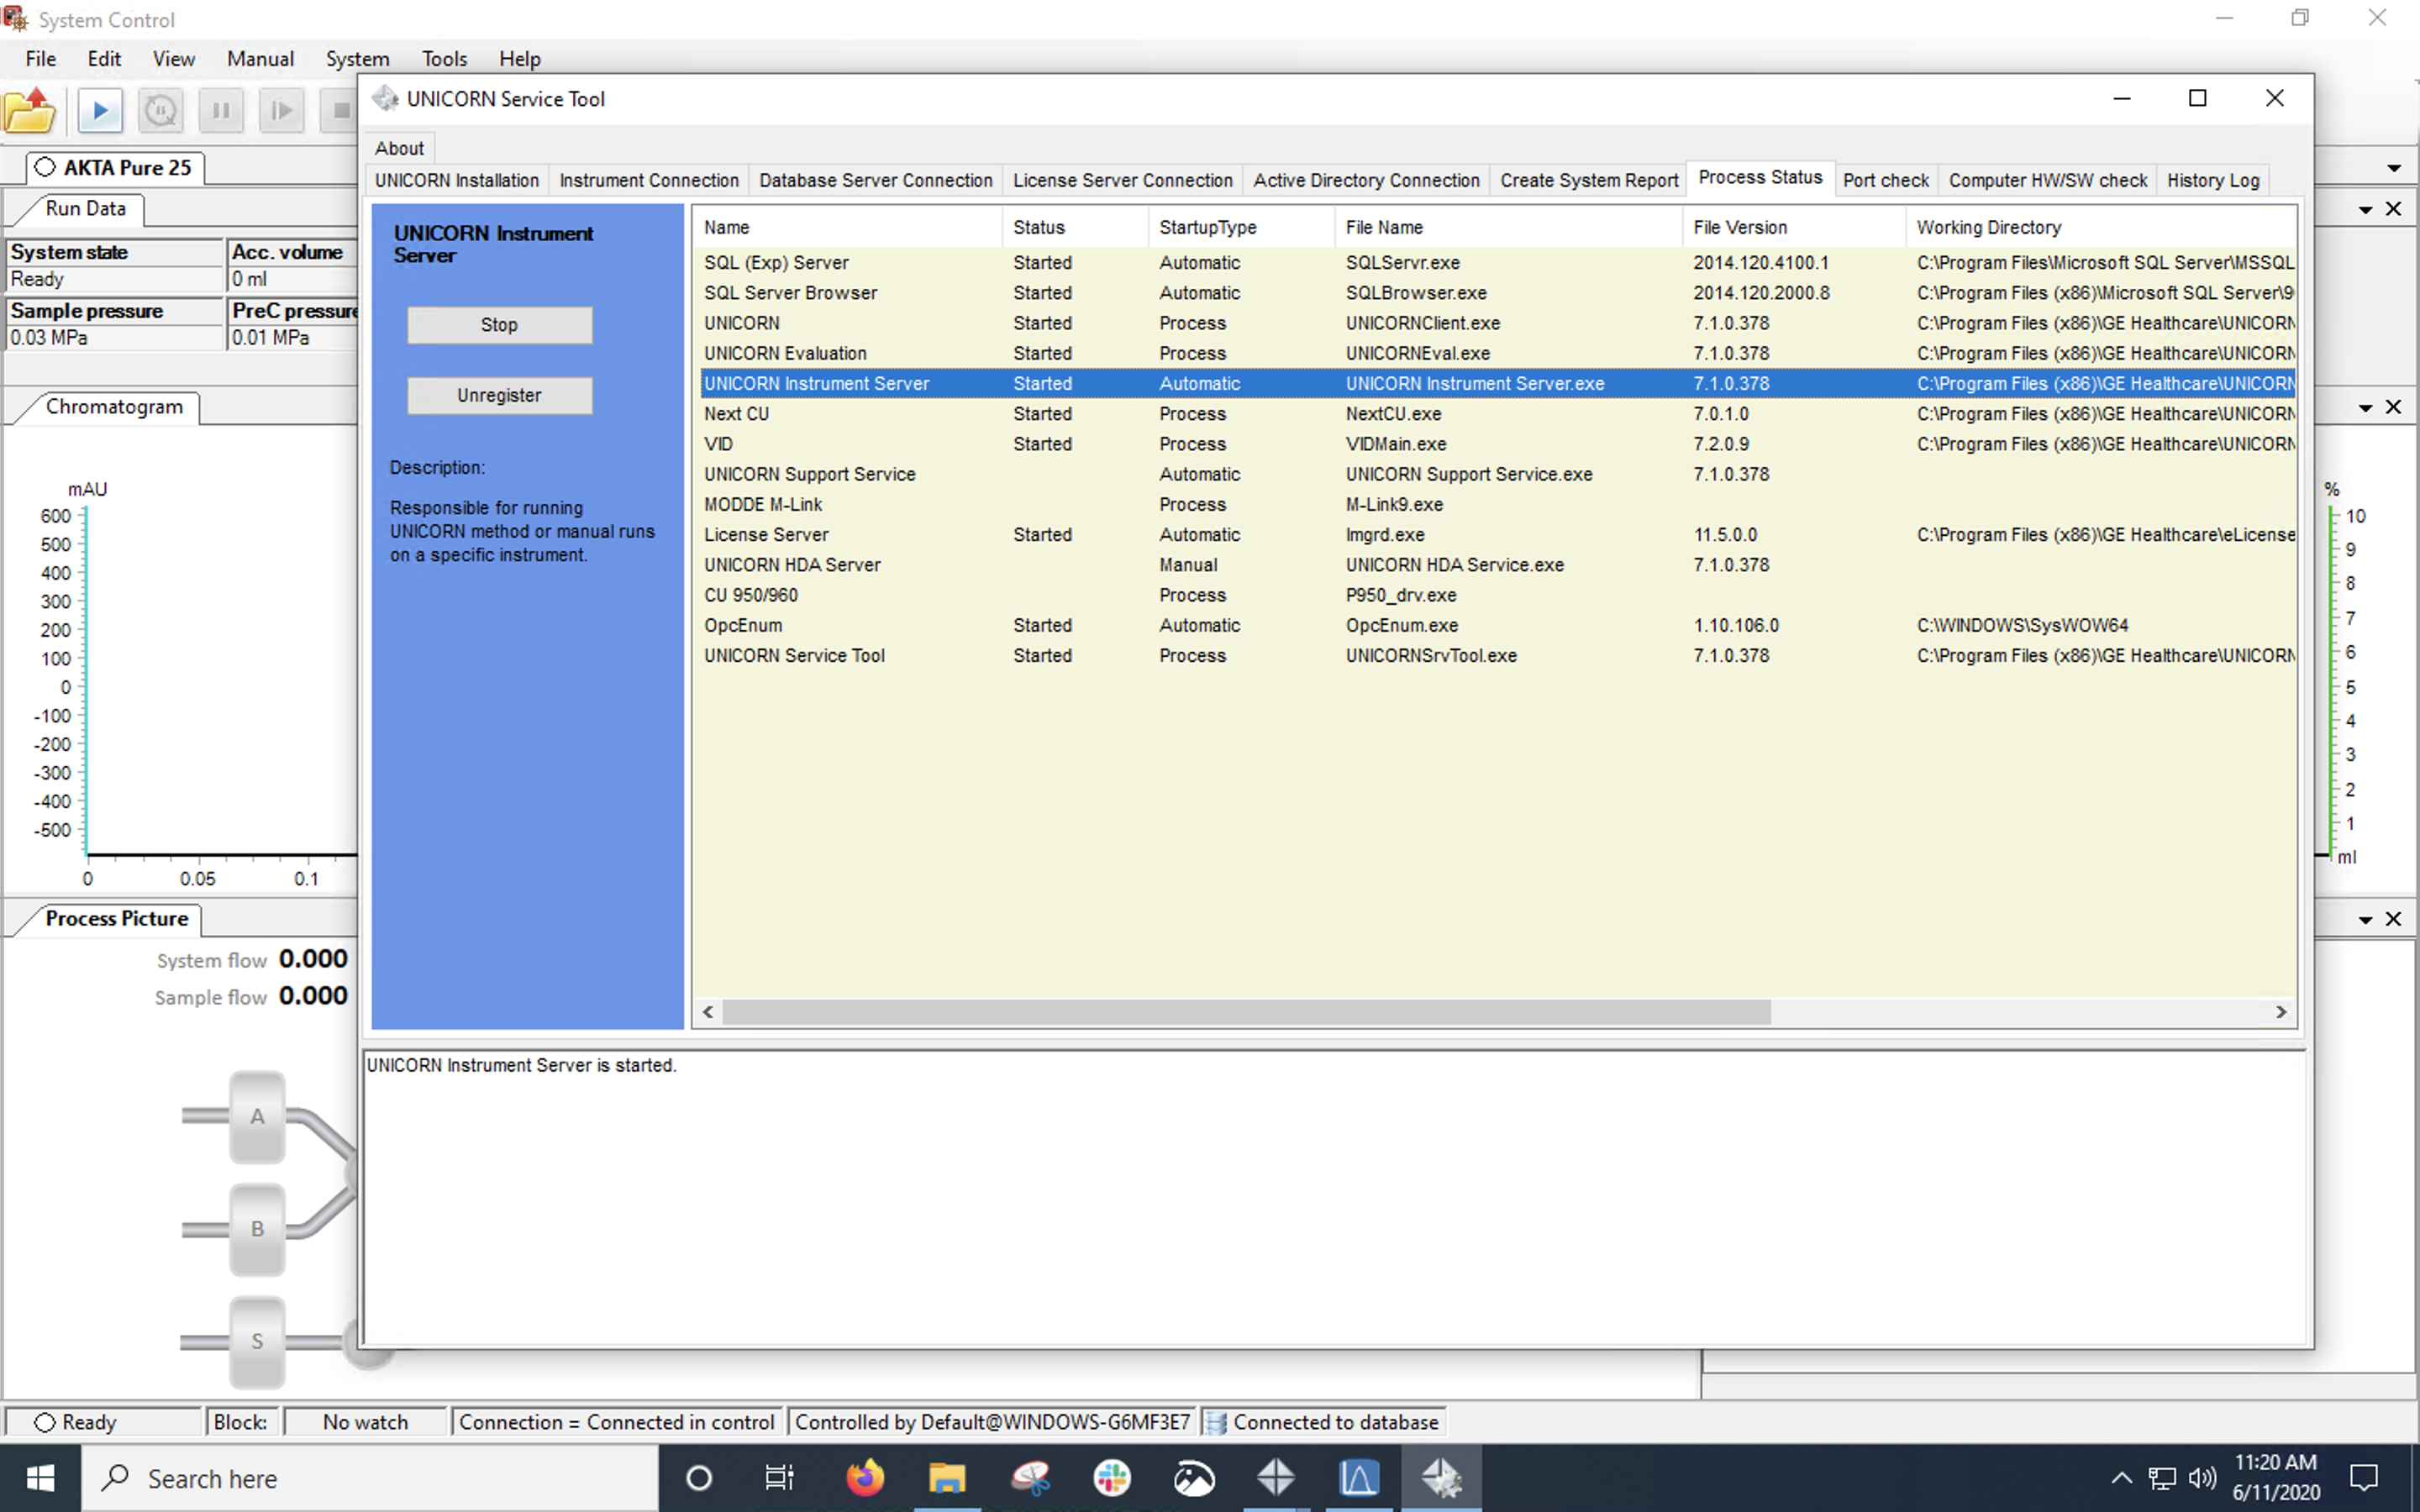 System Control
File Edit View Manual System Tools Help
UNICORN Service Tool
About
UNICORN Installation Instrument Connection Database Server Connection License Server Connection Active Directory Connection Create System Report Process Status Port check Computer HW/SW check History Log
AKTA Pure 25
Run Data
System state Acc. volume
Ready 0 ml
Sample pressure PreC pressure
0.03 MPa 0.01 MPa
Chromatogram
mAU
600
500
400
300
200
100
0
-100
-200
-300
-400
-500
0 0.05 0.1
Process Picture
System flow 0.000
Sample flow 0.000
A
B
S
UNICORN Instrument
Server
Stop
Unregister
Description:
Responsible for running
UNICORN method or manual runs
on a specific instrument.
Name Status StartupType File Name File Version Working Directory
SQL (Exp) Server Started Automatic SQLServr.exe 2014.120.4100.1 C:\Program Files\Microsoft SQL Server\MSSQL
SQL Server Browser Started Automatic SQLBrowser.exe 2014.120.2000.8 C:\Program Files (x86)\Microsoft SQL Server\9
UNICORN Started Process UNICORNClient.exe 7.1.0.378 C:\Program Files (x86)\GE Healthcare\UNICORN
UNICORN Evaluation Started Process UNICORNEval.exe 7.1.0.378 C:\Program Files (x86)\GE Healthcare\UNICORN
UNICORN Instrument Server Started Automatic UNICORN Instrument Server.exe 7.1.0.378 C:\Program Files (x86)\GE Healthcare\UNICORN
Next CU Started Process NextCU.exe 7.0.1.0 C:\Program Files (x86)\GE Healthcare\UNICORN
VID Started Process VIDMain.exe 7.2.0.9 C:\Program Files (x86)\GE Healthcare\UNICORN
UNICORN Support Service Automatic UNICORN Support Service.exe 7.1.0.378
MODDE M-Link Process M-Link9.exe
License Server Started Automatic lmgrd.exe 11.5.0.0 C:\Program Files (x86)\GE Healthcare\eLicense
UNICORN HDA Server Manual UNICORN HDA Service.exe 7.1.0.378
CU 950/960 Process P950_drv.exe
OpcEnum Started Automatic OpcEnum.exe 1.10.106.0 C:\WINDOWS\SysWOW64
UNICORN Service Tool Started Process UNICORNSrvTool.exe 7.1.0.378 C:\Program Files (x86)\GE Healthcare\UNICORN
UNICORN Instrument Server is started.
%
10
9
8
7
6
5
4
3
2
1
ml
Ready Block: No watch Connection = Connected in control Controlled by Default@WINDOWS-G6MF3E7 Connected to database
Search here
11:20 AM
6/11/2020